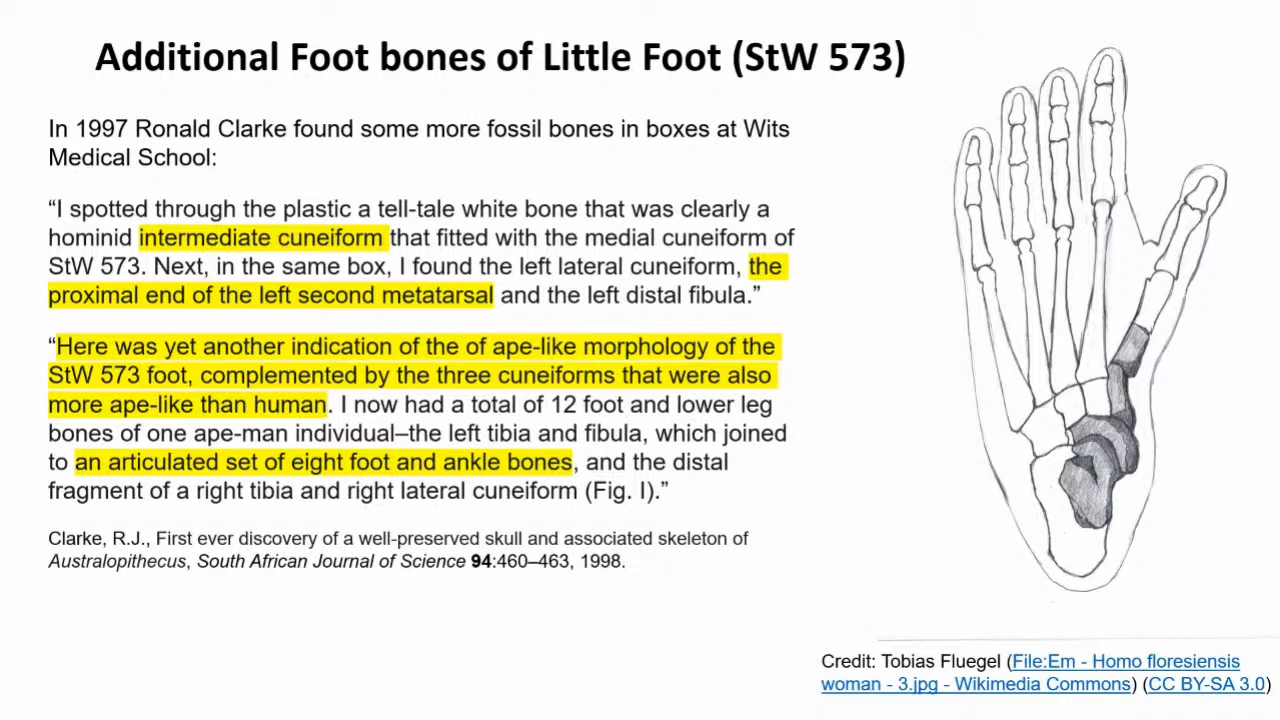 Additional Foot bones of Little Foot (StW 573)
In 1997 Ronald Clarke found some more fossil bones in boxes at Wits
Medical School:
“I spotted through the plastic a tell-tale white bone that was clearly a
hominid intermediate cuneiform that fitted with the medial cuneiform of
StW 573. Next, in the same box, I found the left lateral cuneiform, the
proximal end of the left second metatarsal and the left distal fibula.”
“Here was yet another indication of the of ape-like morphology of the
StW 573 foot, complemented by the three cuneiforms that were also
more ape-like than human. I now had a total of 12 foot and lower leg
bones of one ape-man individual–the left tibia and fibula, which joined
to an articulated set of eight foot and ankle bones, and the distal
fragment of a right tibia and right lateral cuneiform (Fig. I).”
Clarke, R.J., First ever discovery of a well-preserved skull and associated skeleton of
Australopithecus, South African Journal of Science 94:460–463, 1998.
Credit: Tobias Fluegel (File:Em - Homo floresiensis
woman - 3.jpg - Wikimedia Commons) (CC BY-SA 3.0)